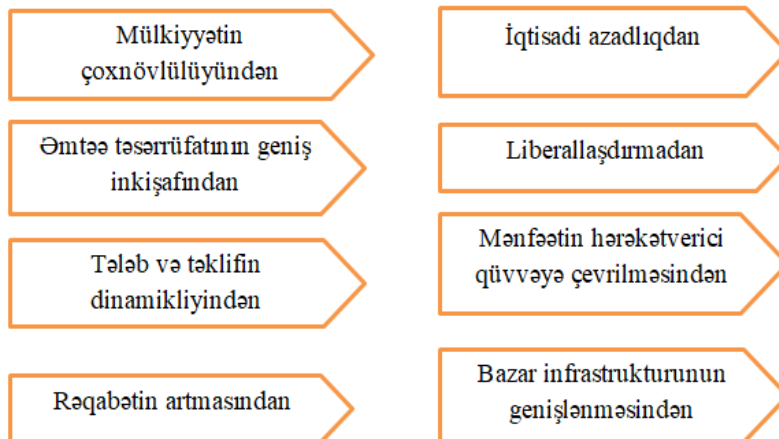 Mülkiyyətin
çoxnövlülüyündən
Əmtəə təsərrüfatının geniş
inkişafından
Tələb və təklifin
dinamikliyindən
Rəqabətin artmasından
İqtisadi azadlıqdan
Liberallaşdırmadan
Mənfəətin hərəkətverici
qüvvəyə çevrilməsindən
Bazar infrastrukturunun
genişlənməsindən